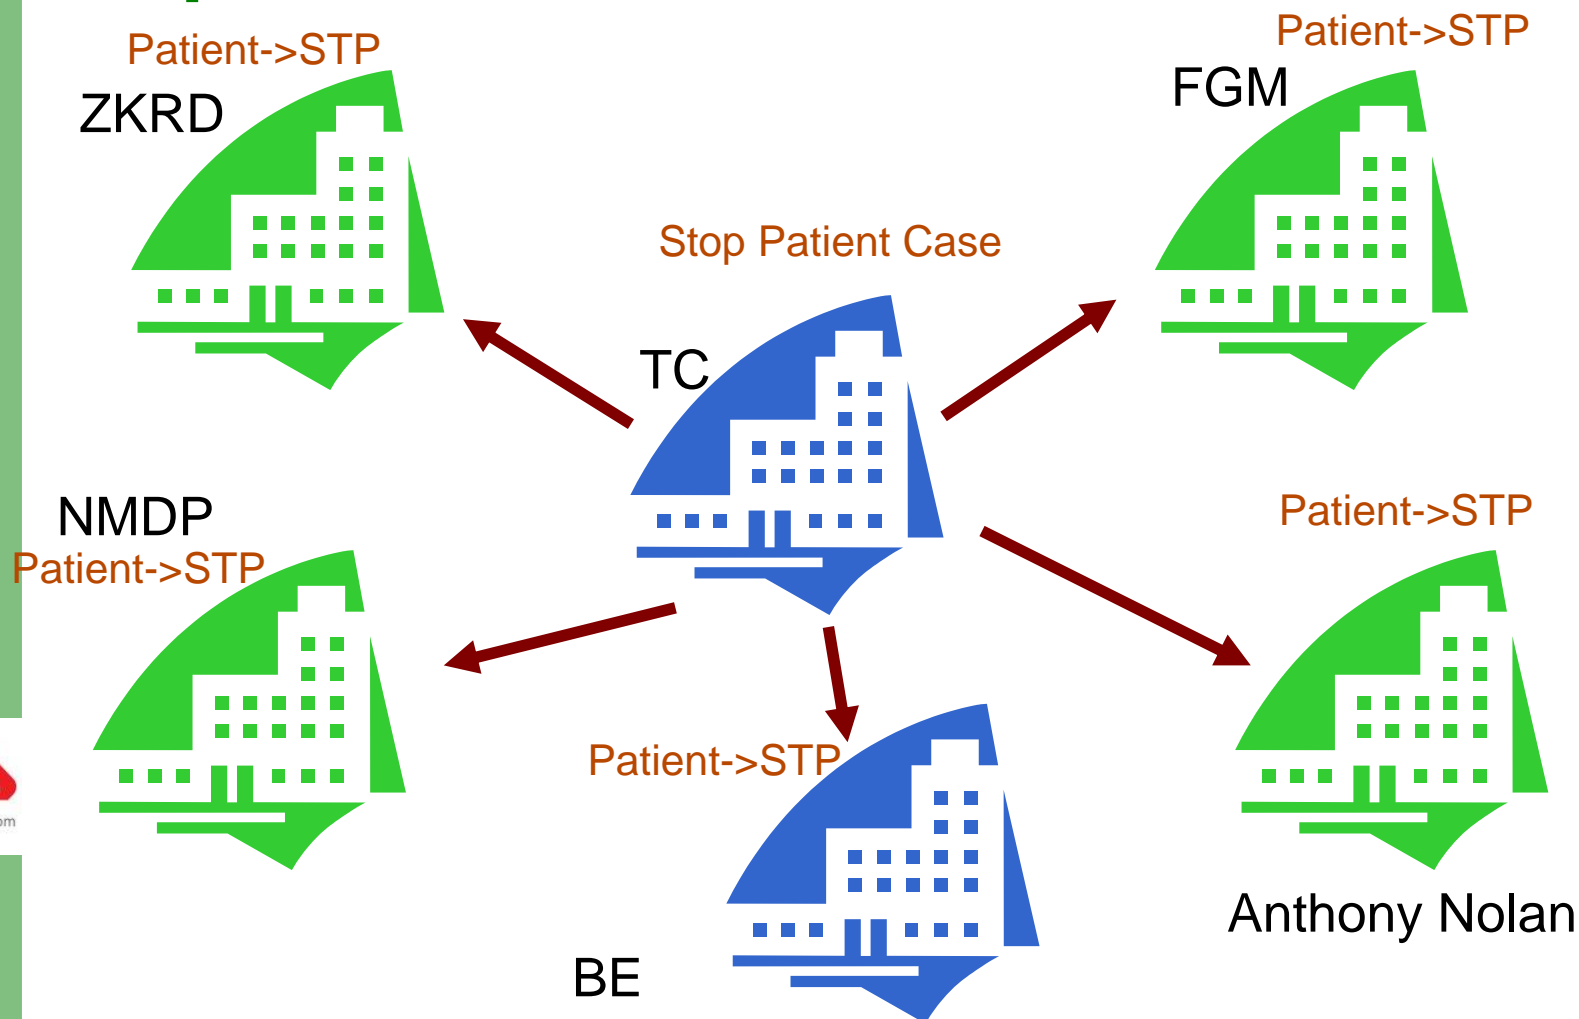 Patient->STP
ZKRD
Patient->STP
FGM
Stop Patient Case
TC
NMDP
Patient->STP
Patient->STP
Patient->STP
BE
Anthony Nolan
om